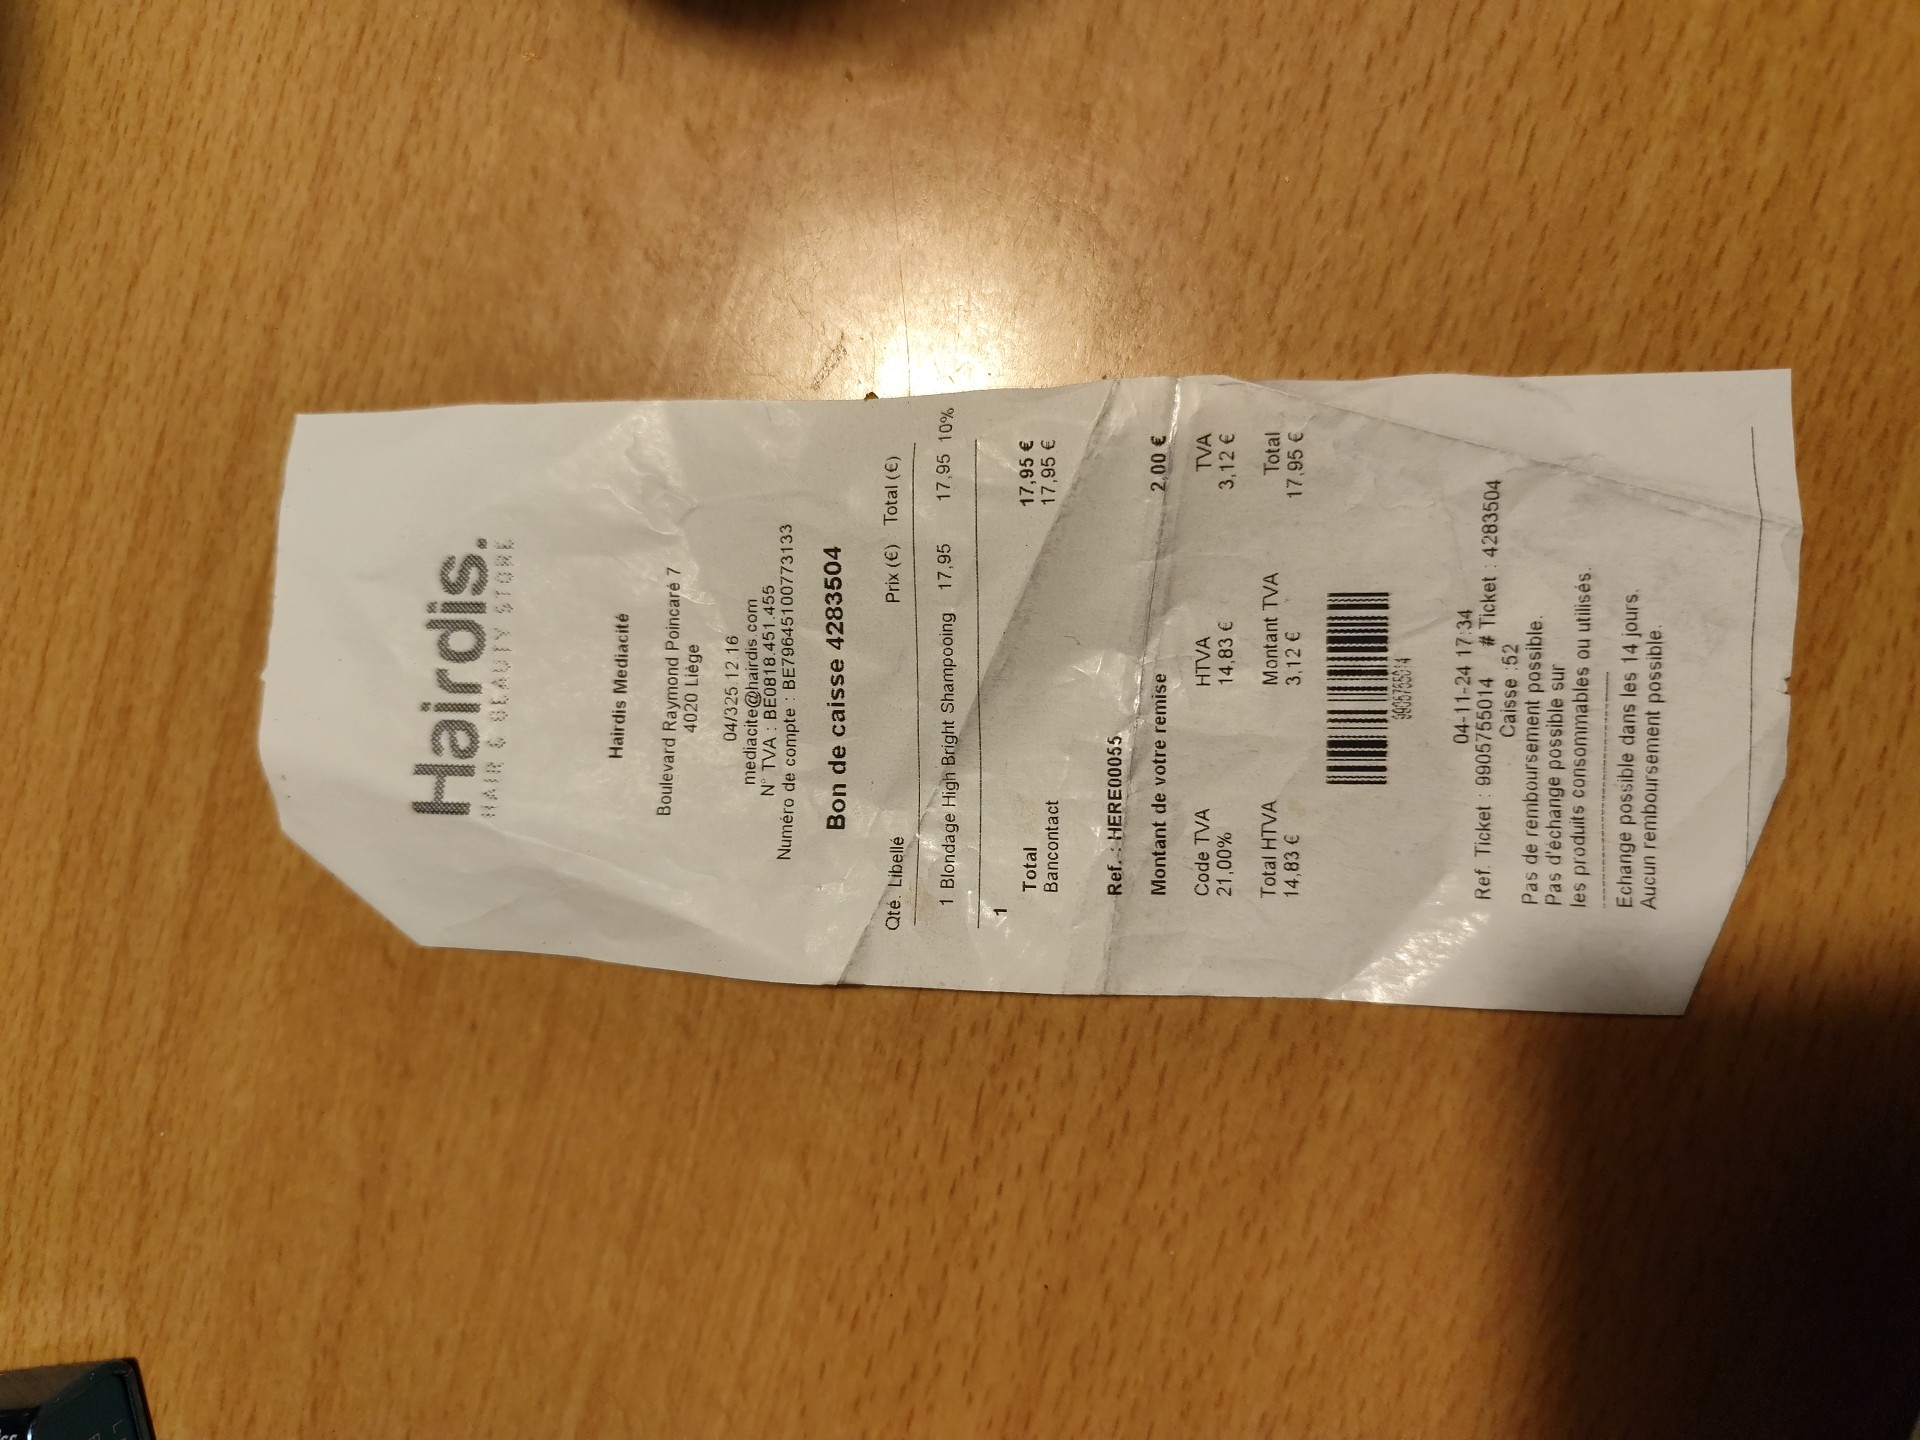 Hairdis.
HAIR & BEAUTY STORE
Hairdis Mediacité
Boulevard Raymond Poincaré 7
4020 Liège
04/325 12 16
mediacite@hairdis.com
N° TVA : BE0818.451.455
Numéro de compte : BE79645100773133
Bon de caisse 4283504
Qté. Libellé Prix (€) Total (€)
1 Blondage High Bright Shampooing 17,95 17,95 10%
1
Total 17,95 €
Bancontact 17,95 €
Ref. : HERE00055
Montant de votre remise 2,00 €
Code TVA HTVA TVA
21,00% 14,83 € 3,12 €
Total HTVA Montant TVA Total
14,83 € 3,12 € 17,95 €
9905755014
04-11-24 17:34
Ref. Ticket : 9905755014 # Ticket : 4283504
Caisse :52
Pas de remboursement possible.
Pas d'échange possible sur
les produits consommables ou utilisés.
Echange possible dans les 14 jours.
Aucun remboursement possible.